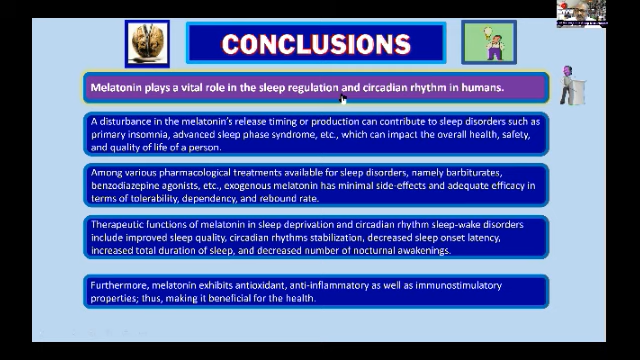 CONCLUSIONS
Melatonin plays a vital role in the sleep regulation and circadian rhythm in humans.
A disturbance in the melatonin's release timing or production can contribute to sleep disorders such as
primary insomnia, advanced sleep phase syndrome, etc., which can impact the overall health, safety,
and quality of life of a person.
Among various pharmacological treatments available for sleep disorders, namely barbiturates,
benzodiazepine agonists, etc., exogenous melatonin has minimal side-effects and adequate efficacy in
terms of tolerability, dependency, and rebound rate.
Therapeutic functions of melatonin in sleep deprivation and circadian rhythm sleep-wake disorders
include improved sleep quality, circadian rhythms stabilization, decreased sleep onset latency,
increased total duration of sleep, and decreased number of nocturnal awakenings.
Furthermore, melatonin exhibits antioxidant, anti-inflammatory as well as immunostimulatory
properties; thus, making it beneficial for the health.